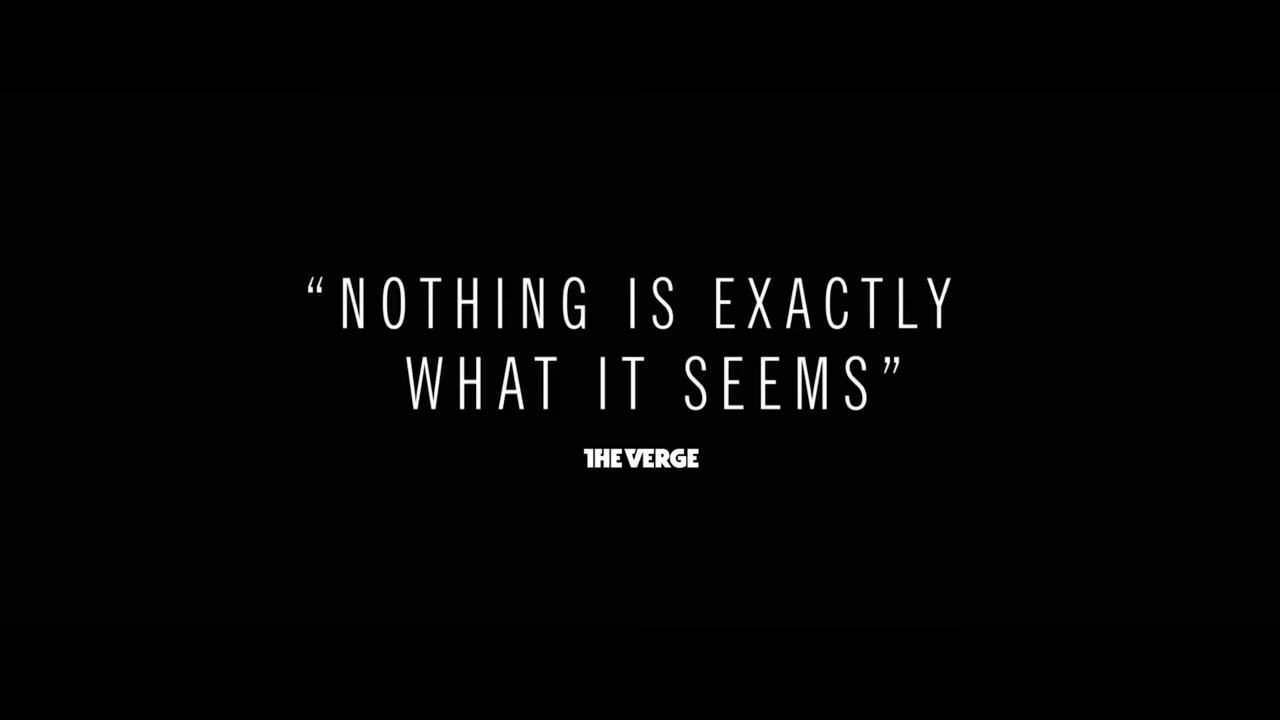 “NOTHING IS EXACTLY
WHAT IT SEEMS”
THE VERGE